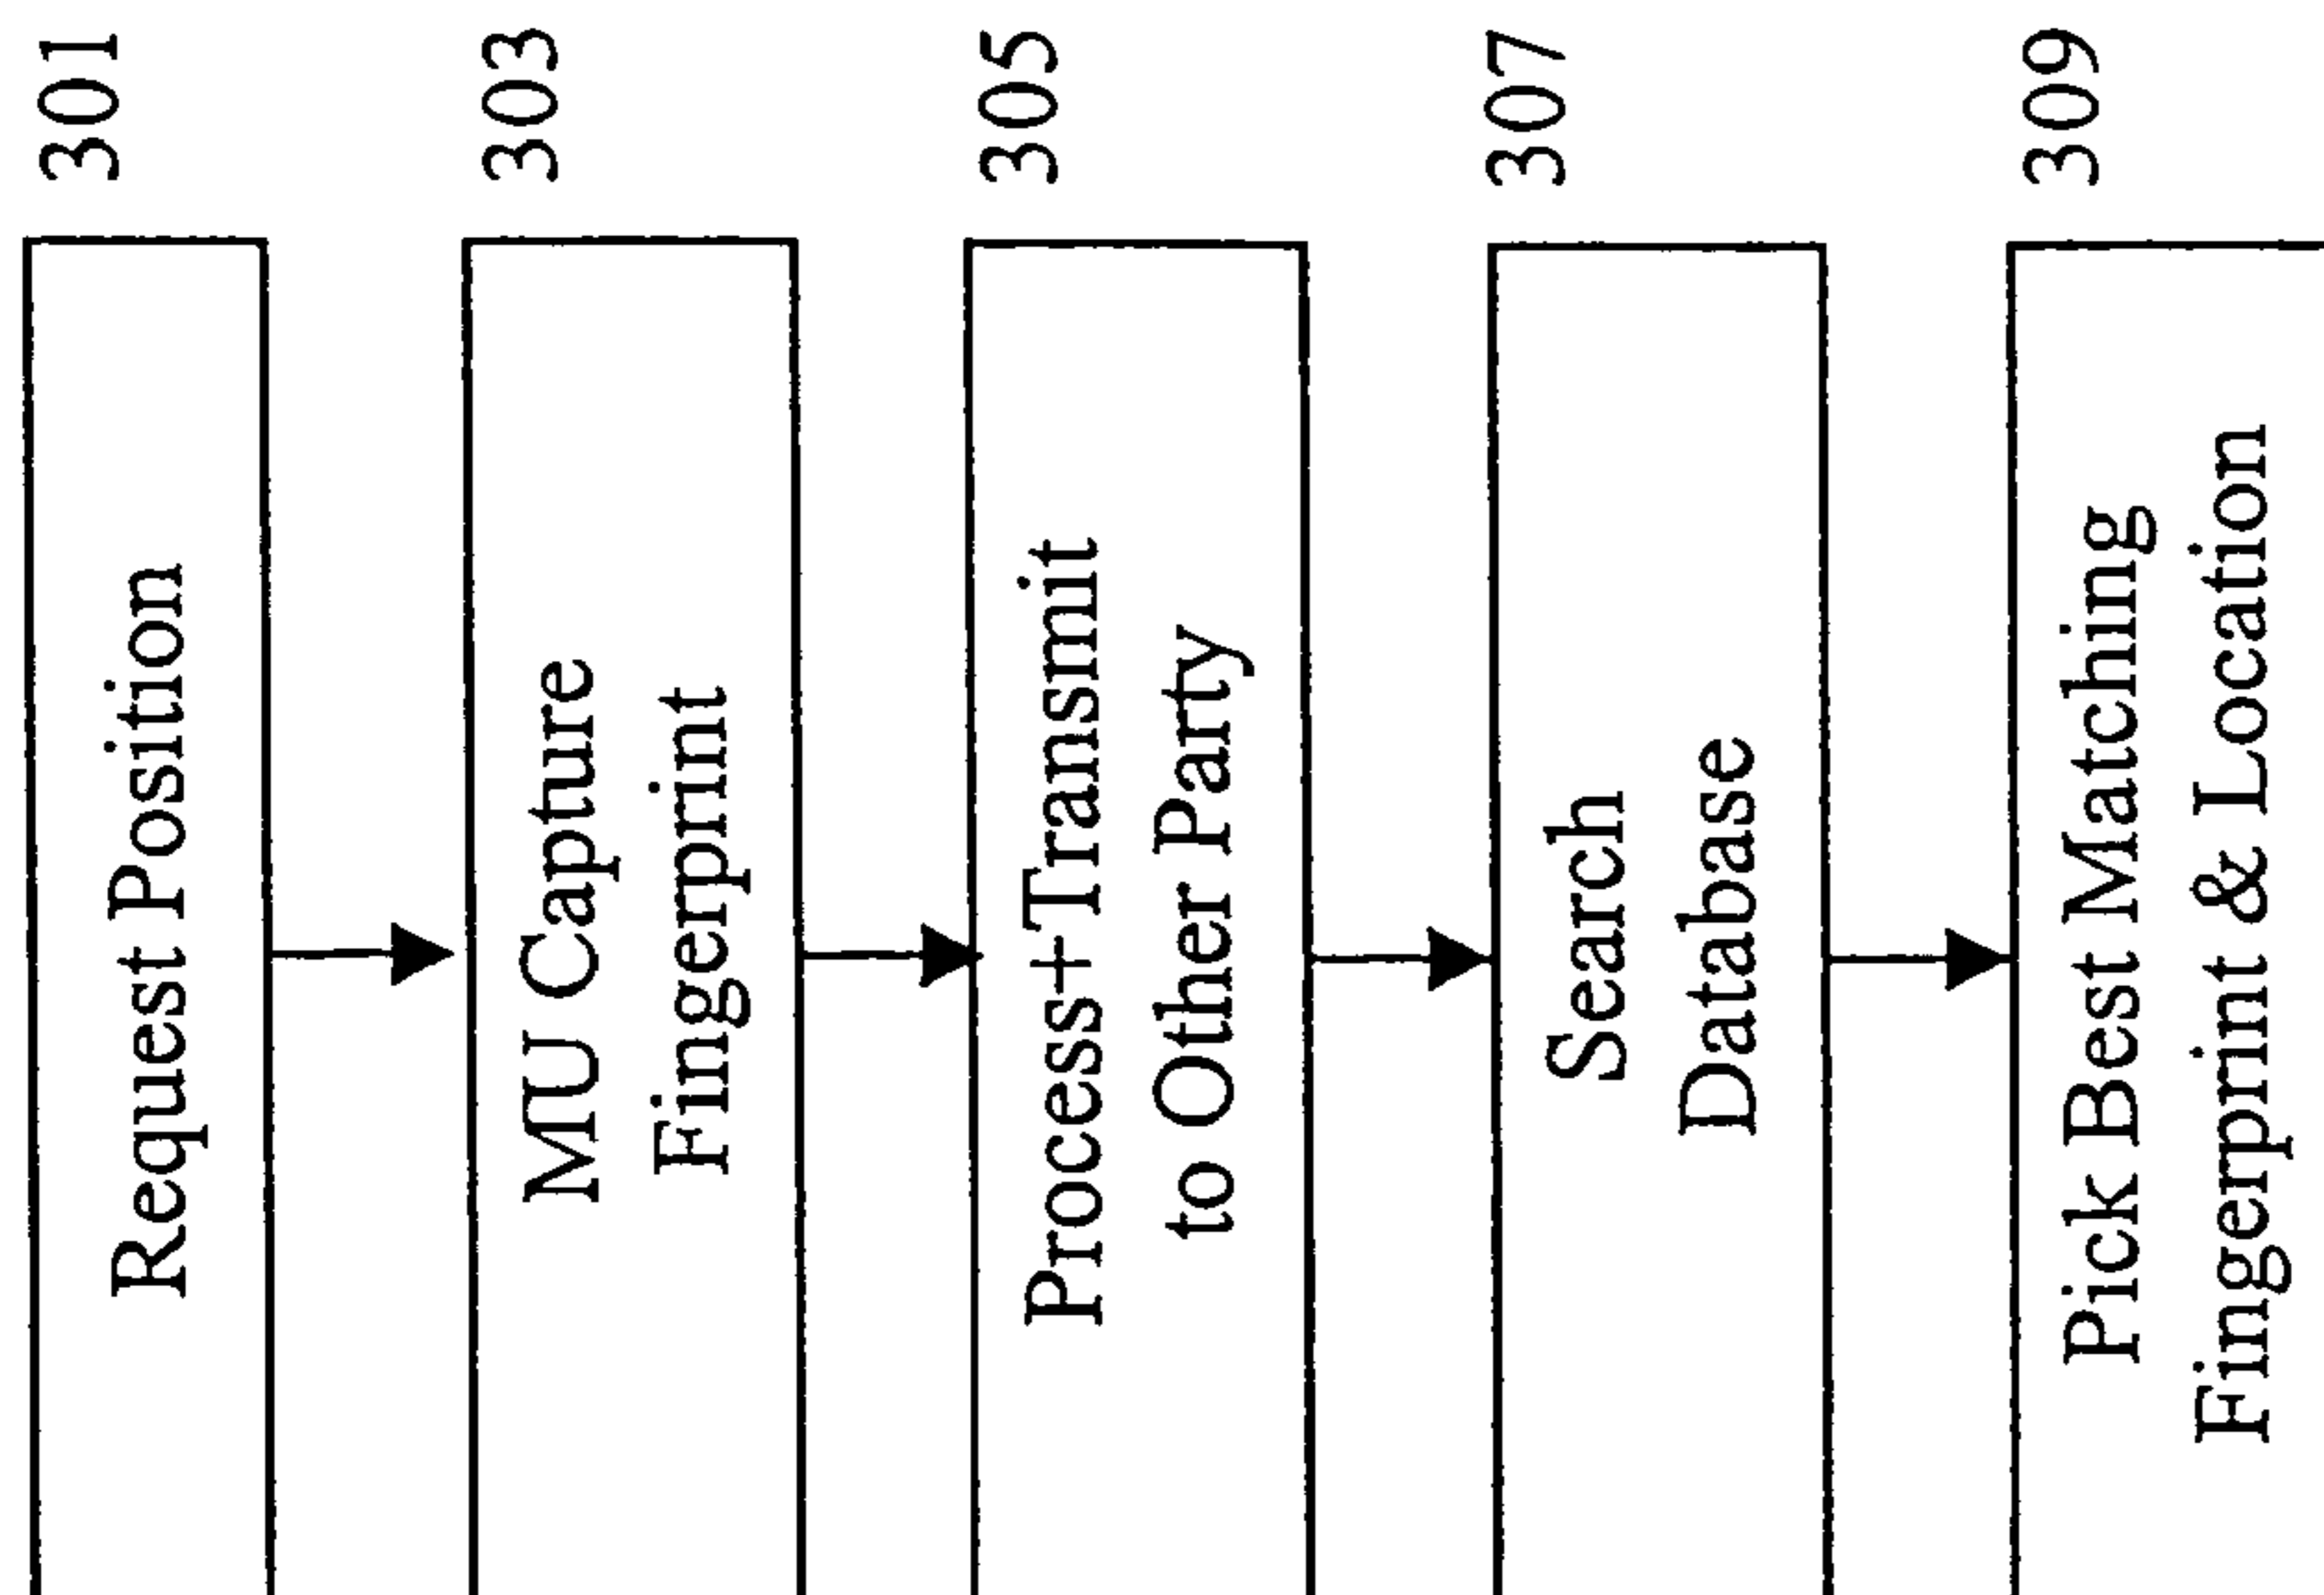 301
Request Position
303
MU Capture
Fingerprint
305
Process+Transmit
to Other Party
307
Search
Database
309
Pick Best Matching
Fingerprint & Location